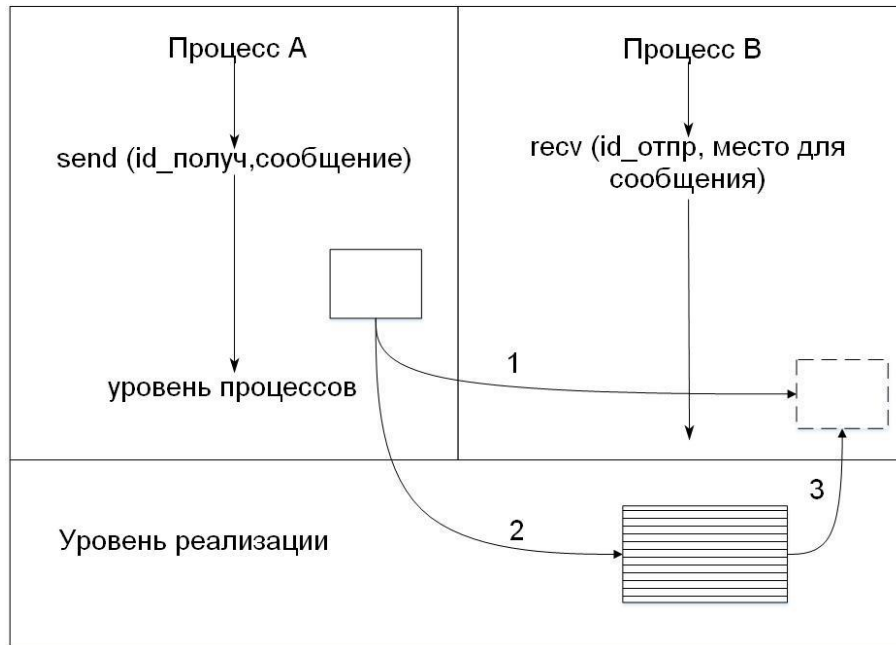 Процесс А
Процесс В
send (id_получ,сообщение)
recv (id_отпр, место для
сообщения)
1
уровень процессов
3
2
Уровень реализации